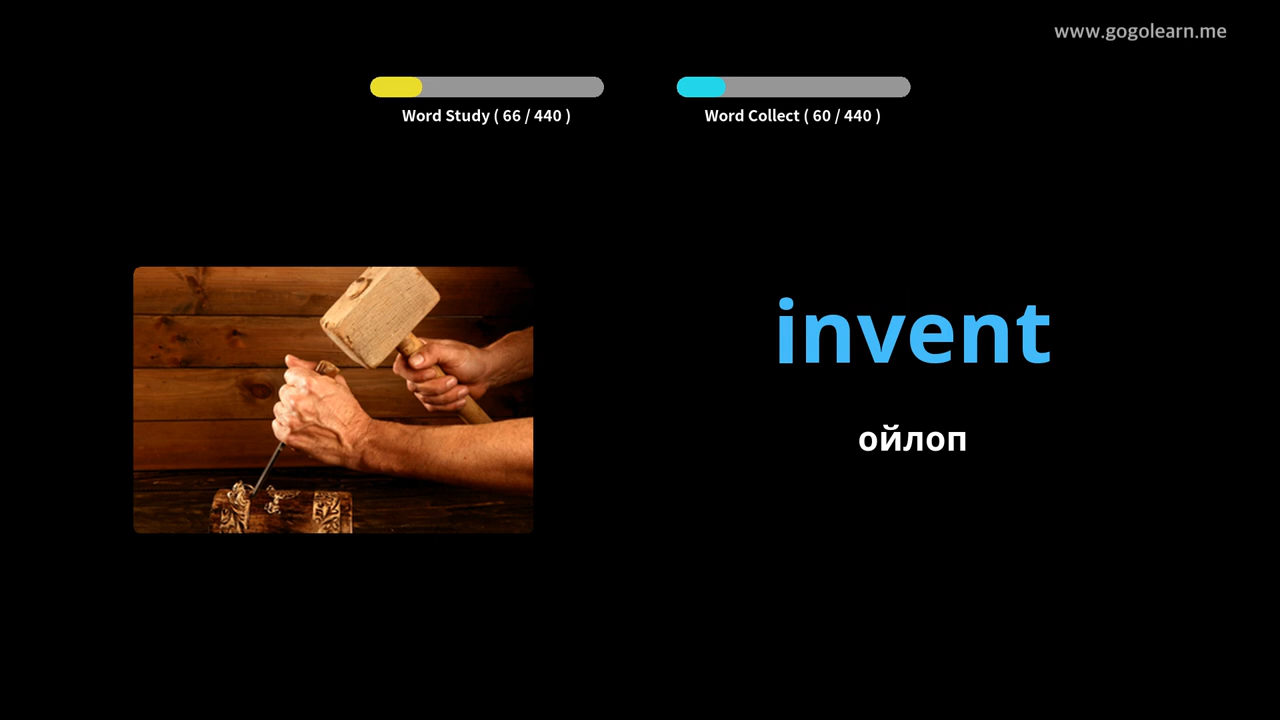 www.gogolearn.me
Word Study ( 66 / 440 )
Word Collect ( 60 / 440 )
invent
ойлоп